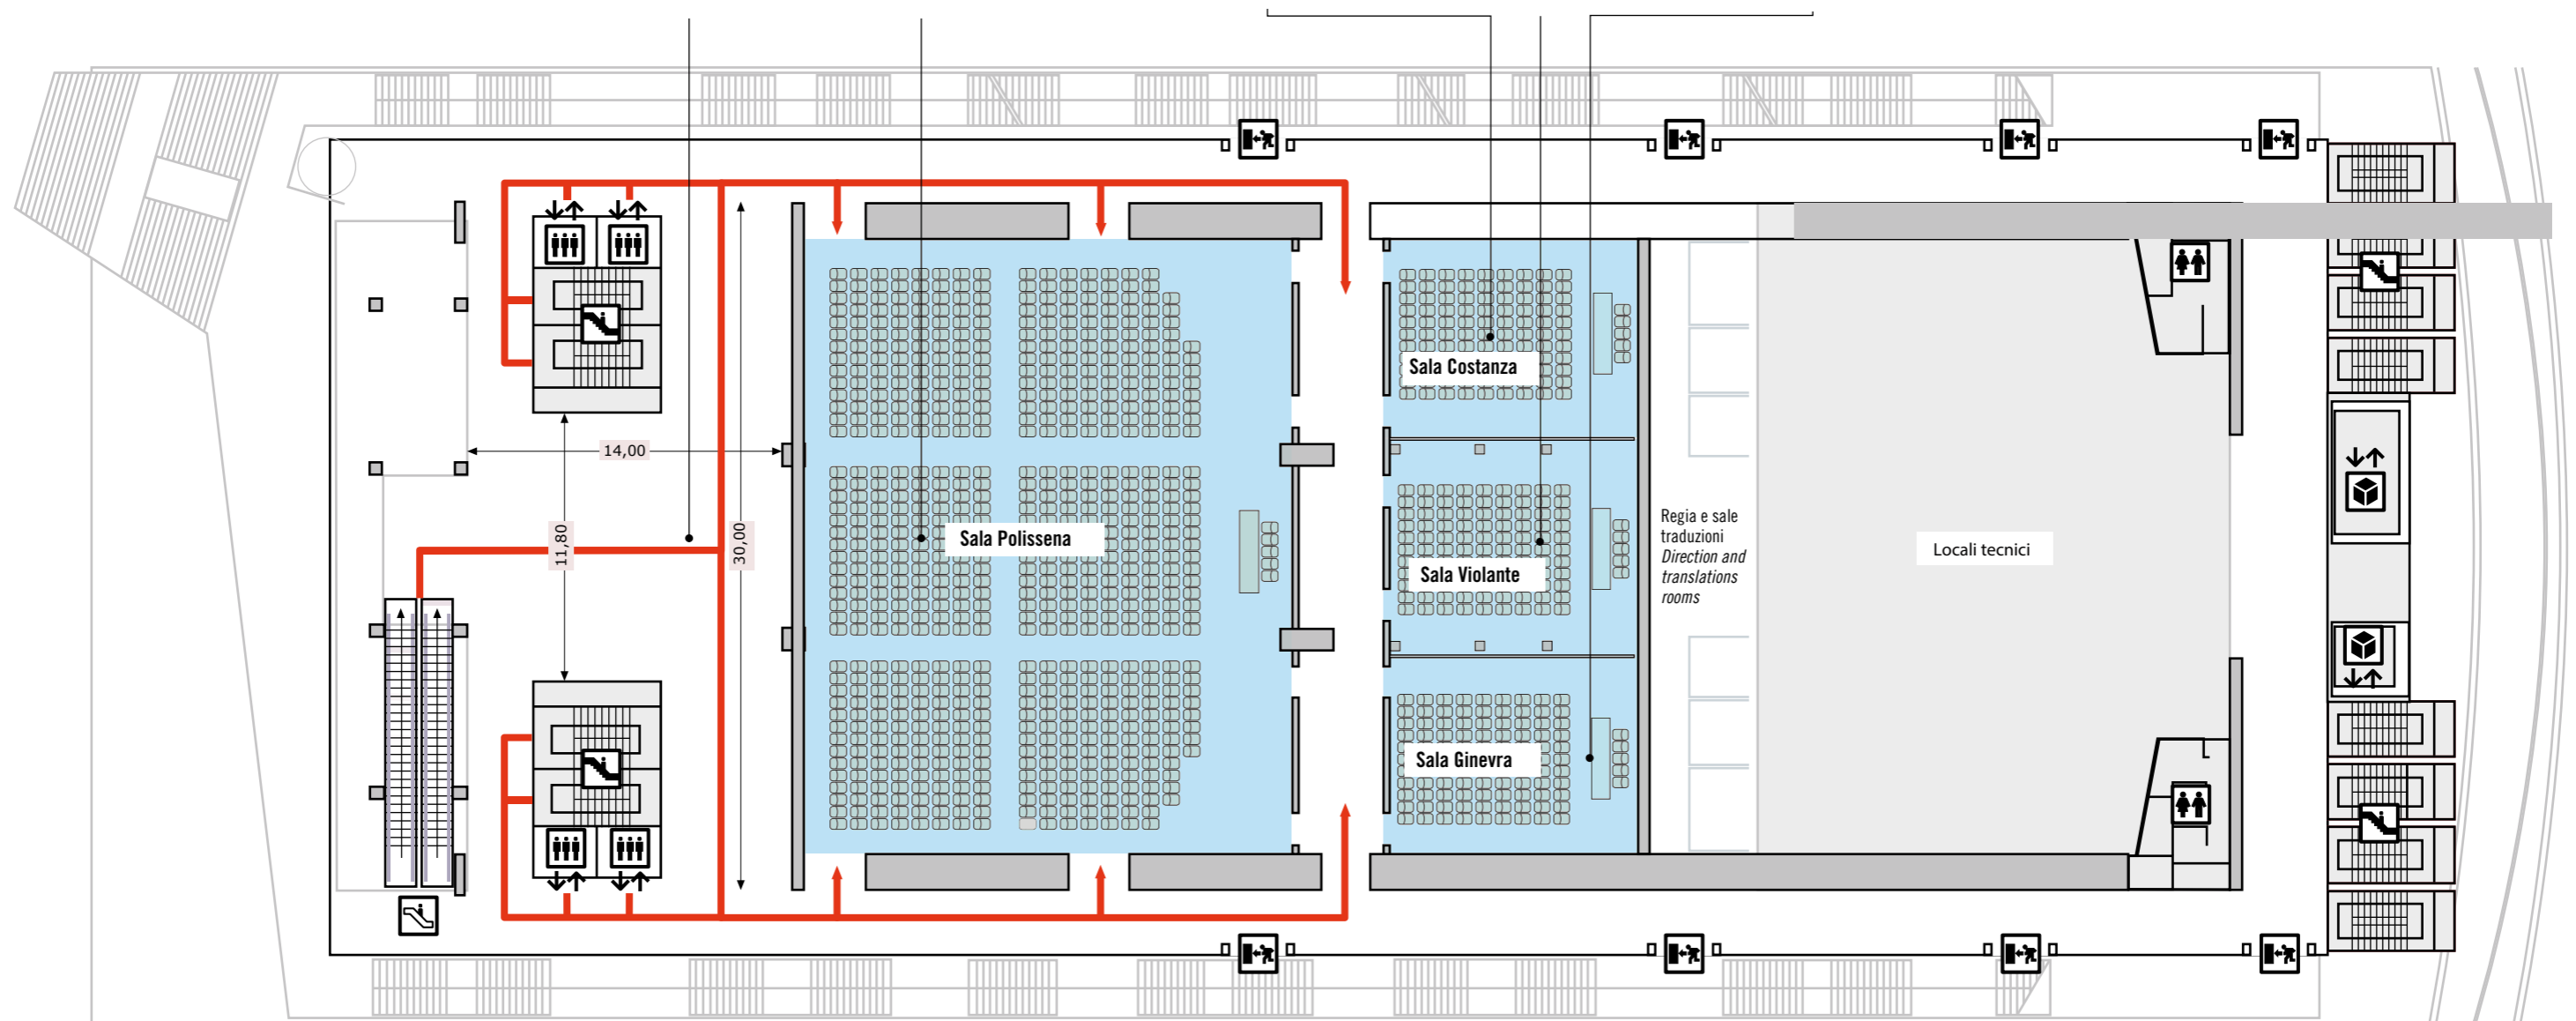 Sala Costanza
14,00
11,80
30,00
Sala Polissena
Regia e sale
traduzioni
Direction and
translations
rooms
Locali tecnici
Sala Violante
Sala Ginevra